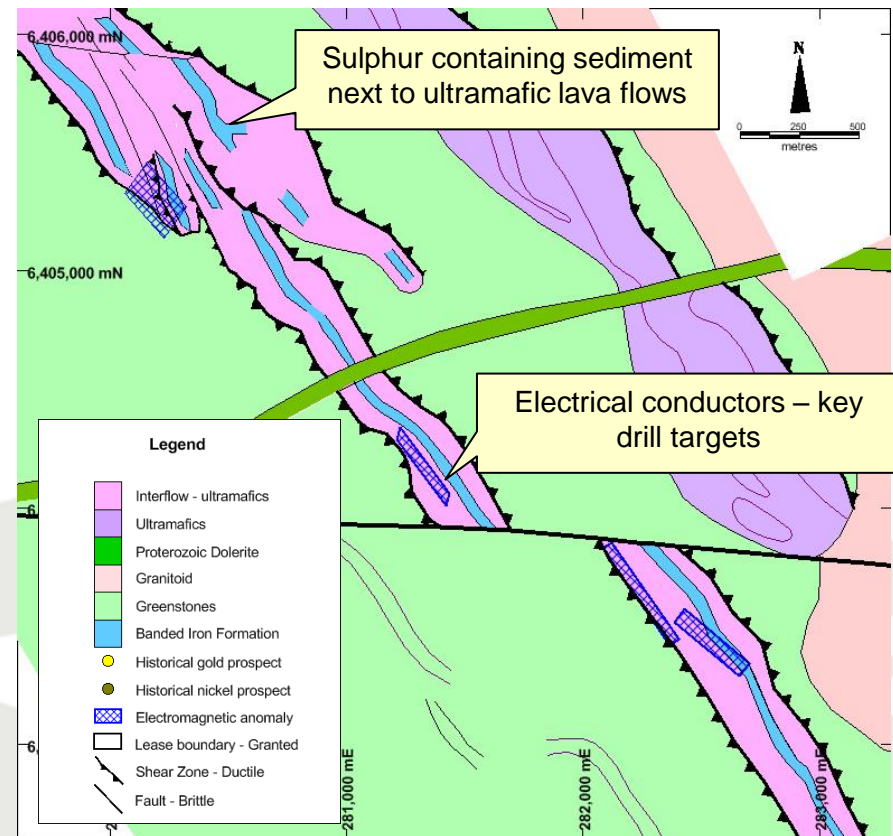 6,406,000 mN
Sulphur containing sediment
next to ultramafic lava flows
N
0 250 500
metres
6,405,000 mN
Electrical conductors – key
drill targets
Legend
Interflow - ultramafics
Ultramafics
Proterozoic Dolerite
Granitoid
Greenstones
Banded Iron Formation
Historical gold prospect
Historical nickel prospect
Electromagnetic anomaly
Lease boundary - Granted
Shear Zone - Ductile
Fault - Brittle
281,000 mE
282,000 mE
283,000 mE